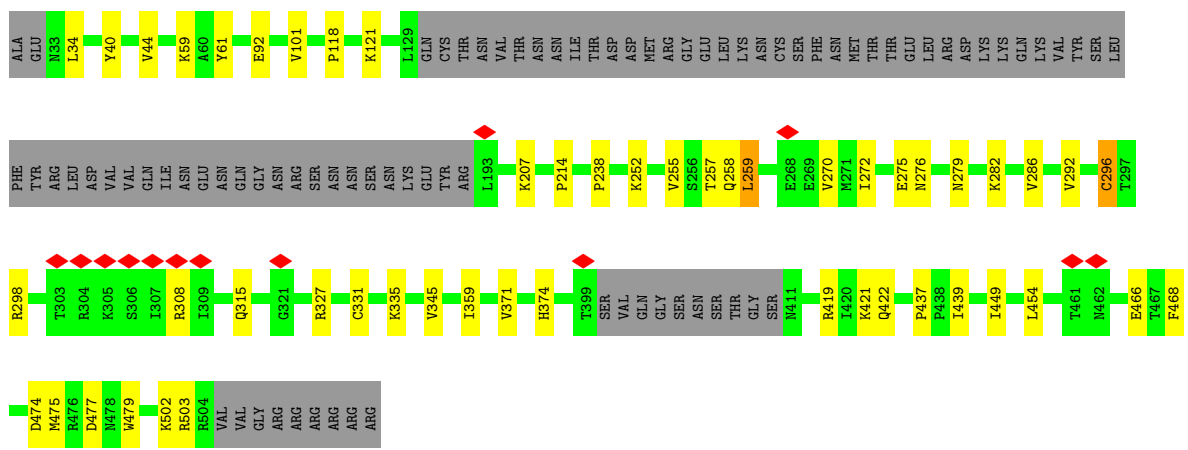 ALA GLU N33 L34 Y40 V44 K59 A60 Y61 E92 V101 P118 K121 L129 GLN CYS THR ASN VAL THR ASN ASN ILE THR ASP ASP MET ARG GLY GLU LEU LYS ASN CYS SER PHE ASN MET THR THR GLU LEU ARG ASP LYS LYS GLN LYS VAL TYR SER LEU
PHE TYR ARG LEU ASP VAL VAL GLN ILE ASN GLU ASN GLN GLY ASN ARG SER ASN ASN SER ASN LYS GLU TYR ARG L193 K207 P214 P238 K252 V255 S256 T257 Q258 L259 E268 E269 V270 M271 I272 E275 N276 N279 K282 V286 V292 C296 T297
R298 T303 R304 K305 S306 I307 R308 I309 Q315 G321 R327 C331 K335 V345 I359 V371 H374 T399 SER VAL GLN GLY SER ASN SER THR GLY SER N411 R419 I420 K421 Q422 P437 P438 I439 I449 L454 T461 N462 E466 T467 F468
D474 M475 R476 D477 N478 W479 K502 R503 R504 VAL VAL GLY ARG ARG ARG ARG ARG ARG